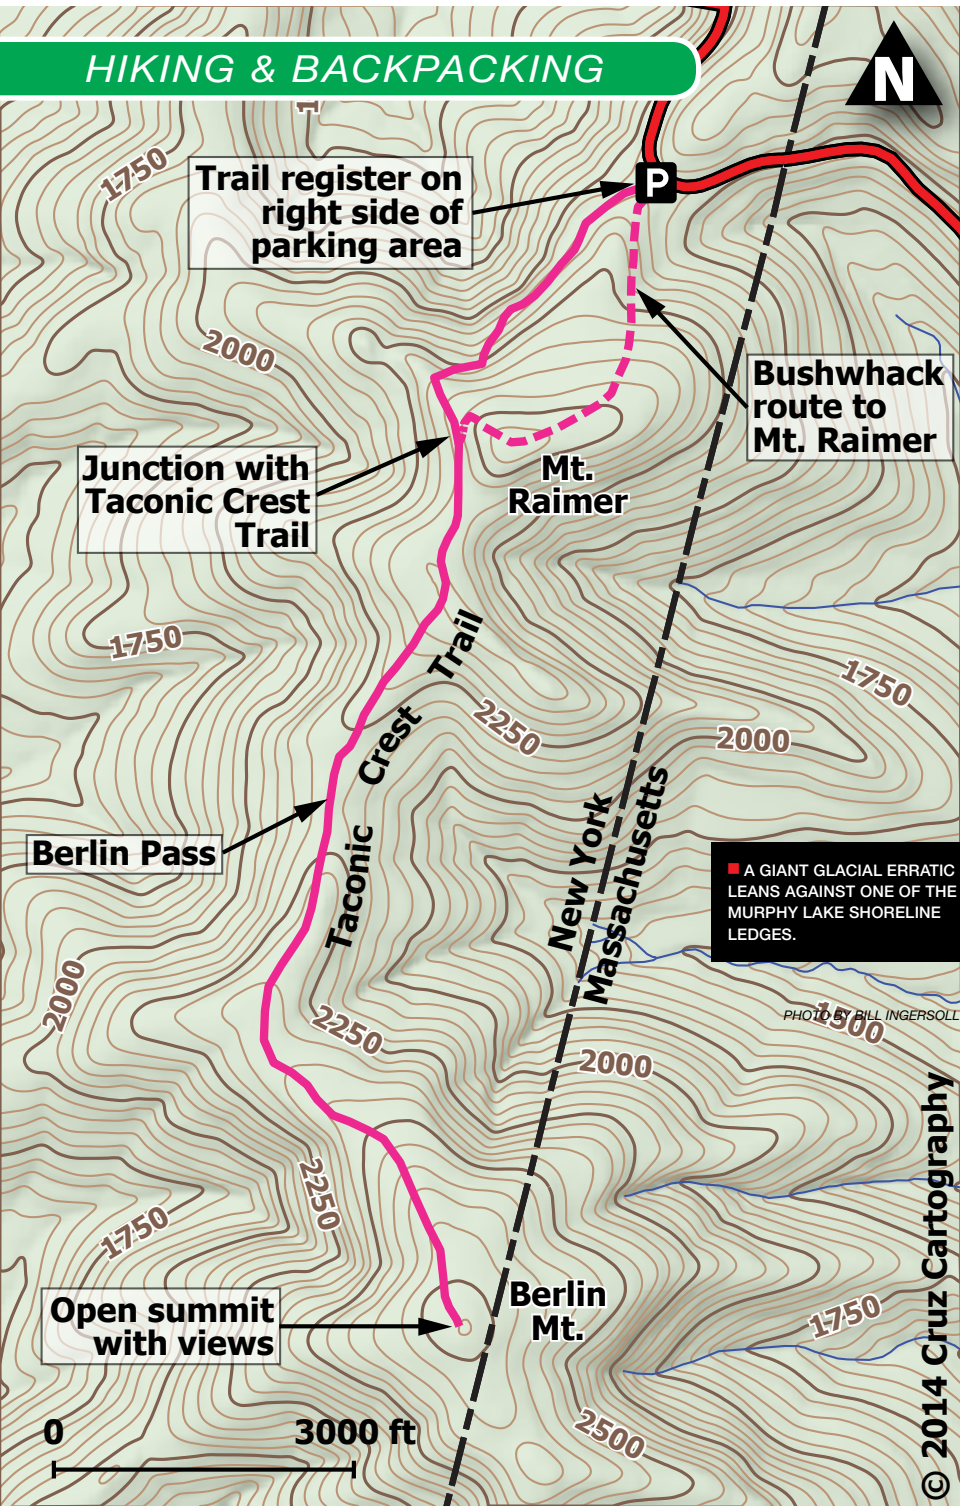 HIKING & BACKPACKING
N
1
1750
Trail register on
right side of
parking area
P
2000
Bushwhack
route to
Mt. Raimer
Junction with
Taconic Crest
Trail
Mt.
Raimer
1750
Taconic Crest Trail
1750
2250
2000
Berlin Pass
New York
Massachusetts
■ A GIANT GLACIAL ERRATIC
LEANS AGAINST ONE OF THE
MURPHY LAKE SHORELINE
LEDGES.
PHOTO BY BILL INGERSOLL
1500
2000
2250
2000
2250
1750
Open summit
with views
Berlin
Mt.
1750
0 3000 ft
2500
© 2014 Cruz Cartography